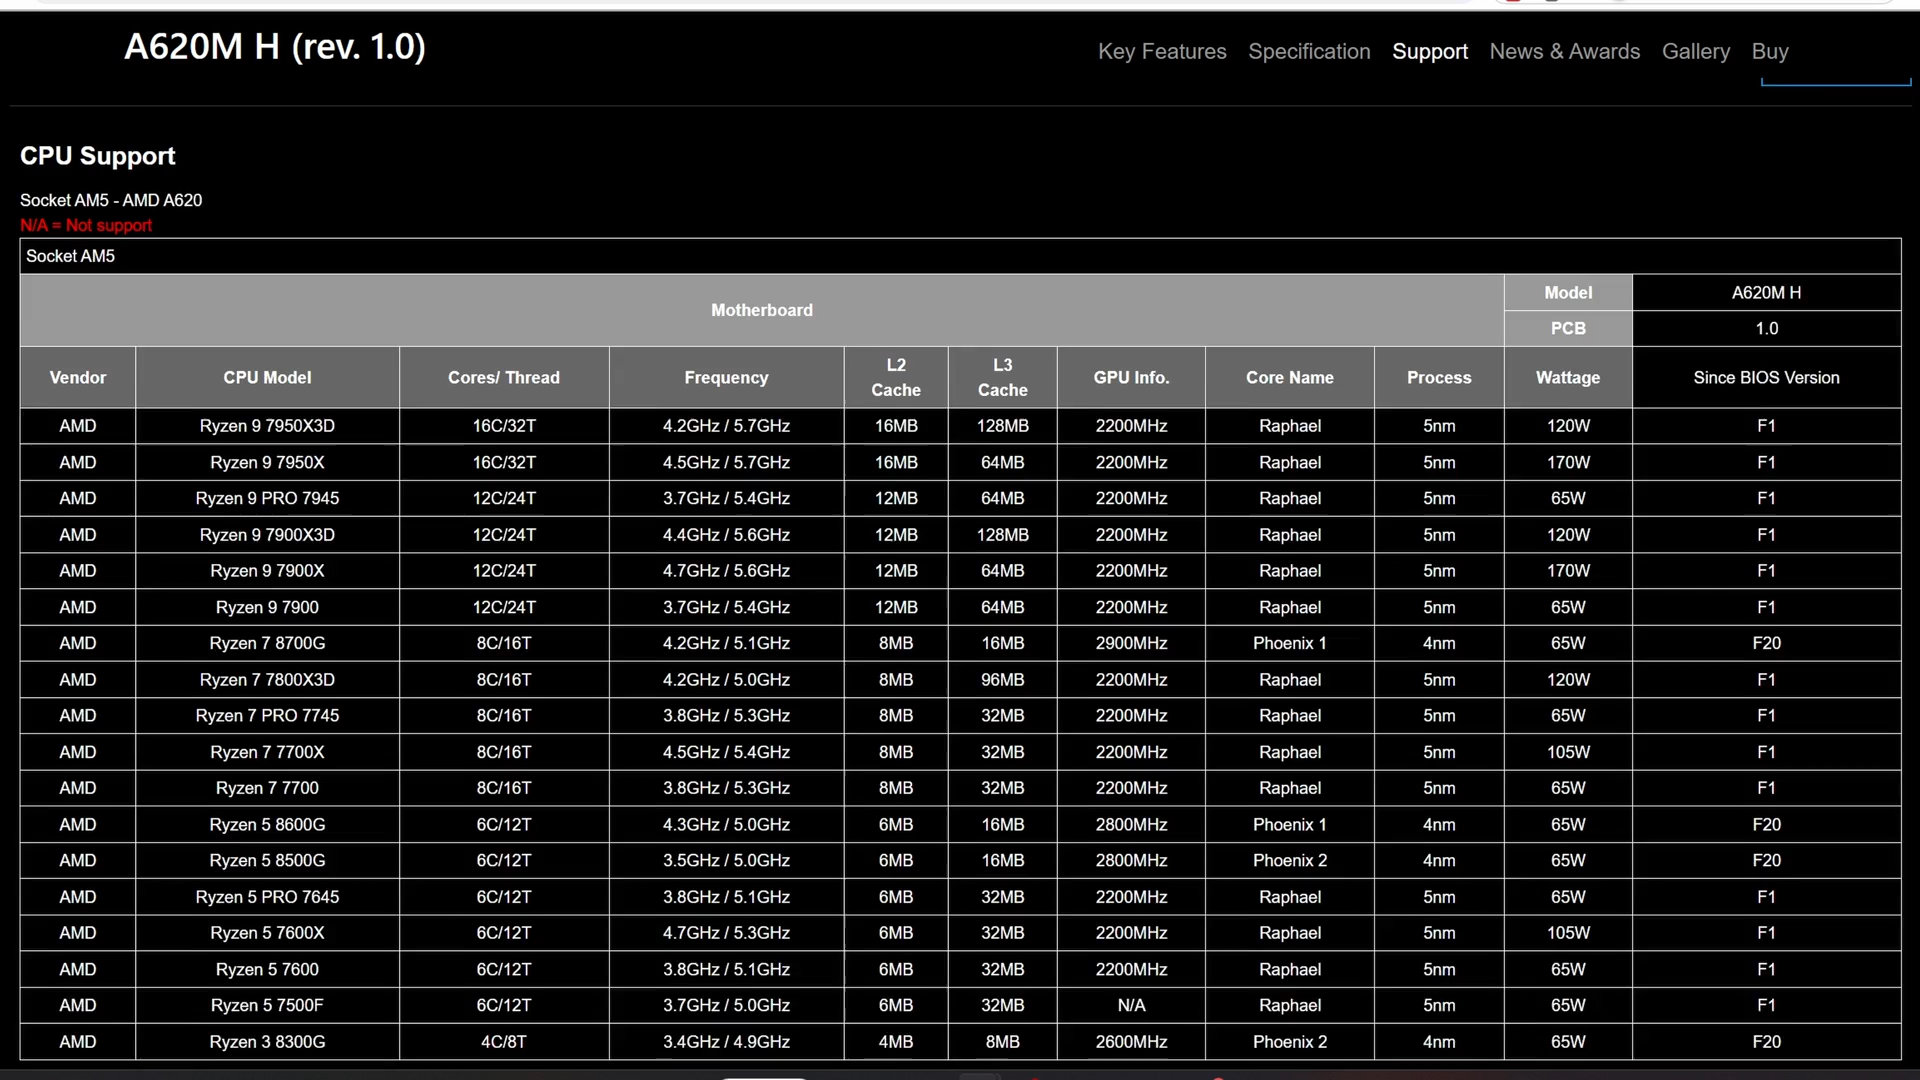 A620M H (rev. 1.0)
Key Features Specification Support News & Awards Gallery Buy
CPU Support
Socket AM5 - AMD A620
N/A = Not support
Socket AM5
Motherboard Model A620M H
PCB 1.0
Vendor CPU Model Cores/ Thread Frequency L2 Cache L3 Cache GPU Info. Core Name Process Wattage Since BIOS Version
AMD Ryzen 9 7950X3D 16C/32T 4.2GHz / 5.7GHz 16MB 128MB 2200MHz Raphael 5nm 120W F1
AMD Ryzen 9 7950X 16C/32T 4.5GHz / 5.7GHz 16MB 64MB 2200MHz Raphael 5nm 170W F1
AMD Ryzen 9 PRO 7945 12C/24T 3.7GHz / 5.4GHz 12MB 64MB 2200MHz Raphael 5nm 65W F1
AMD Ryzen 9 7900X3D 12C/24T 4.4GHz / 5.6GHz 12MB 128MB 2200MHz Raphael 5nm 120W F1
AMD Ryzen 9 7900X 12C/24T 4.7GHz / 5.6GHz 12MB 64MB 2200MHz Raphael 5nm 170W F1
AMD Ryzen 9 7900 12C/24T 3.7GHz / 5.4GHz 12MB 64MB 2200MHz Raphael 5nm 65W F1
AMD Ryzen 7 8700G 8C/16T 4.2GHz / 5.1GHz 8MB 16MB 2900MHz Phoenix 1 4nm 65W F20
AMD Ryzen 7 7800X3D 8C/16T 4.2GHz / 5.0GHz 8MB 96MB 2200MHz Raphael 5nm 120W F1
AMD Ryzen 7 PRO 7745 8C/16T 3.8GHz / 5.3GHz 8MB 32MB 2200MHz Raphael 5nm 65W F1
AMD Ryzen 7 7700X 8C/16T 4.5GHz / 5.4GHz 8MB 32MB 2200MHz Raphael 5nm 105W F1
AMD Ryzen 7 7700 8C/16T 3.8GHz / 5.3GHz 8MB 32MB 2200MHz Raphael 5nm 65W F1
AMD Ryzen 5 8600G 6C/12T 4.3GHz / 5.0GHz 6MB 16MB 2800MHz Phoenix 1 4nm 65W F20
AMD Ryzen 5 8500G 6C/12T 3.5GHz / 5.0GHz 6MB 16MB 2800MHz Phoenix 2 4nm 65W F20
AMD Ryzen 5 PRO 7645 6C/12T 3.8GHz / 5.1GHz 6MB 32MB 2200MHz Raphael 5nm 65W F1
AMD Ryzen 5 7600X 6C/12T 4.7GHz / 5.3GHz 6MB 32MB 2200MHz Raphael 5nm 105W F1
AMD Ryzen 5 7600 6C/12T 3.8GHz / 5.1GHz 6MB 32MB 2200MHz Raphael 5nm 65W F1
AMD Ryzen 5 7500F 6C/12T 3.7GHz / 5.0GHz 6MB 32MB N/A Raphael 5nm 65W F1
AMD Ryzen 3 8300G 4C/8T 3.4GHz / 4.9GHz 4MB 8MB 2600MHz Phoenix 2 4nm 65W F20